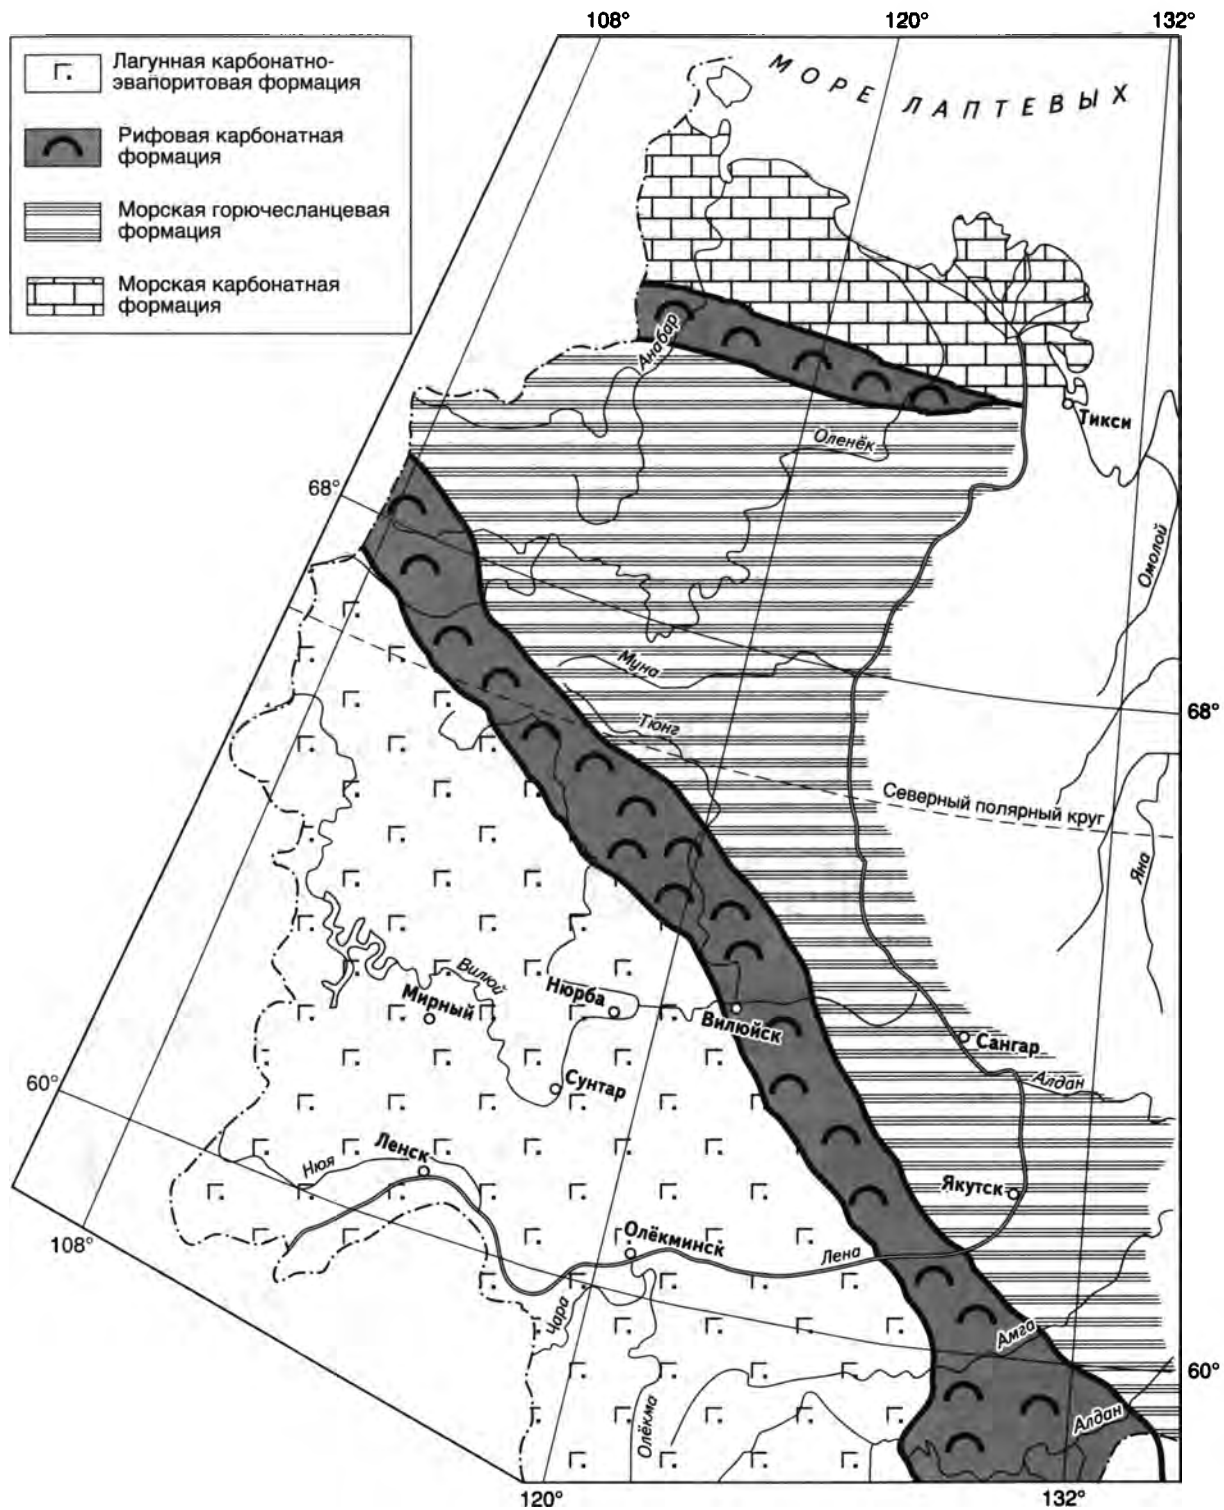 108°
120°
132°
Лагунная карбонатно-
эвапоритовая формация
Рифовая карбонатная
формация
Морская горючесланцевая
формация
Морская карбонатная
формация
МОРЕ ЛАПТЕВЫХ
Анабар
Тикси
Оленёк
68°
Омолой
Муна
68°
Тюнг
Северный полярный круг
Яна
Вилюй
Нюрба
Мирный
Вилюйск
Сангар
60°
Сунтар
Алдан
Ленск
Нюя
Якутск
Олёкминск
Лена
108°
Чара
Амга
60°
Олёкма
Алдан
120°
132°